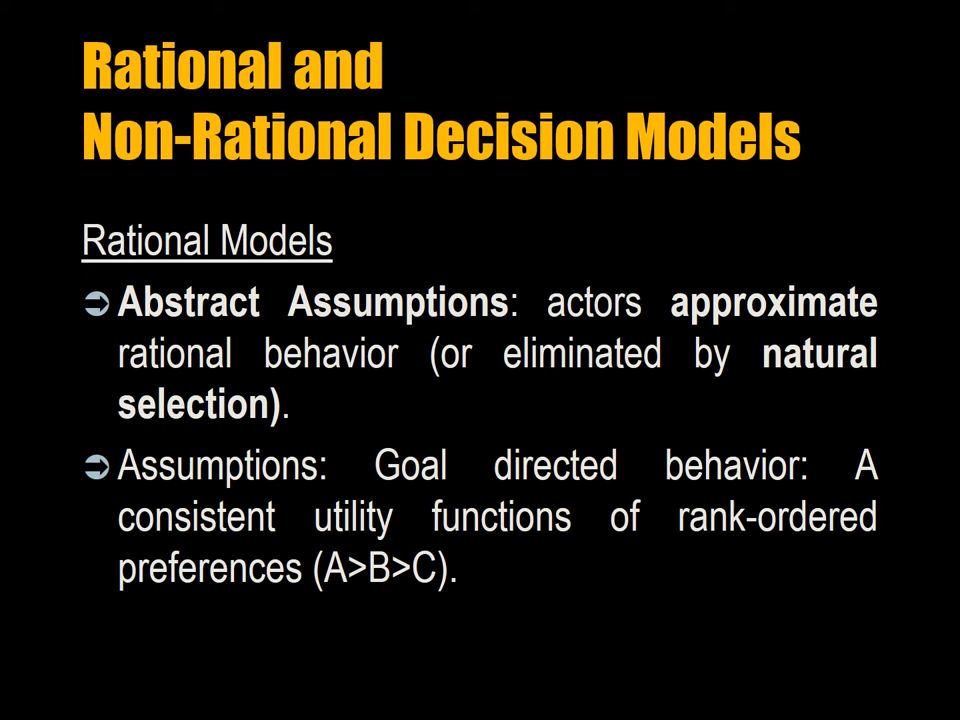 Rational and
Non-Rational Decision Models
Rational Models
➲ Abstract Assumptions: actors approximate
rational behavior (or eliminated by natural
selection).
➲ Assumptions: Goal directed behavior: A
consistent utility functions of rank-ordered
preferences (A>B>C).